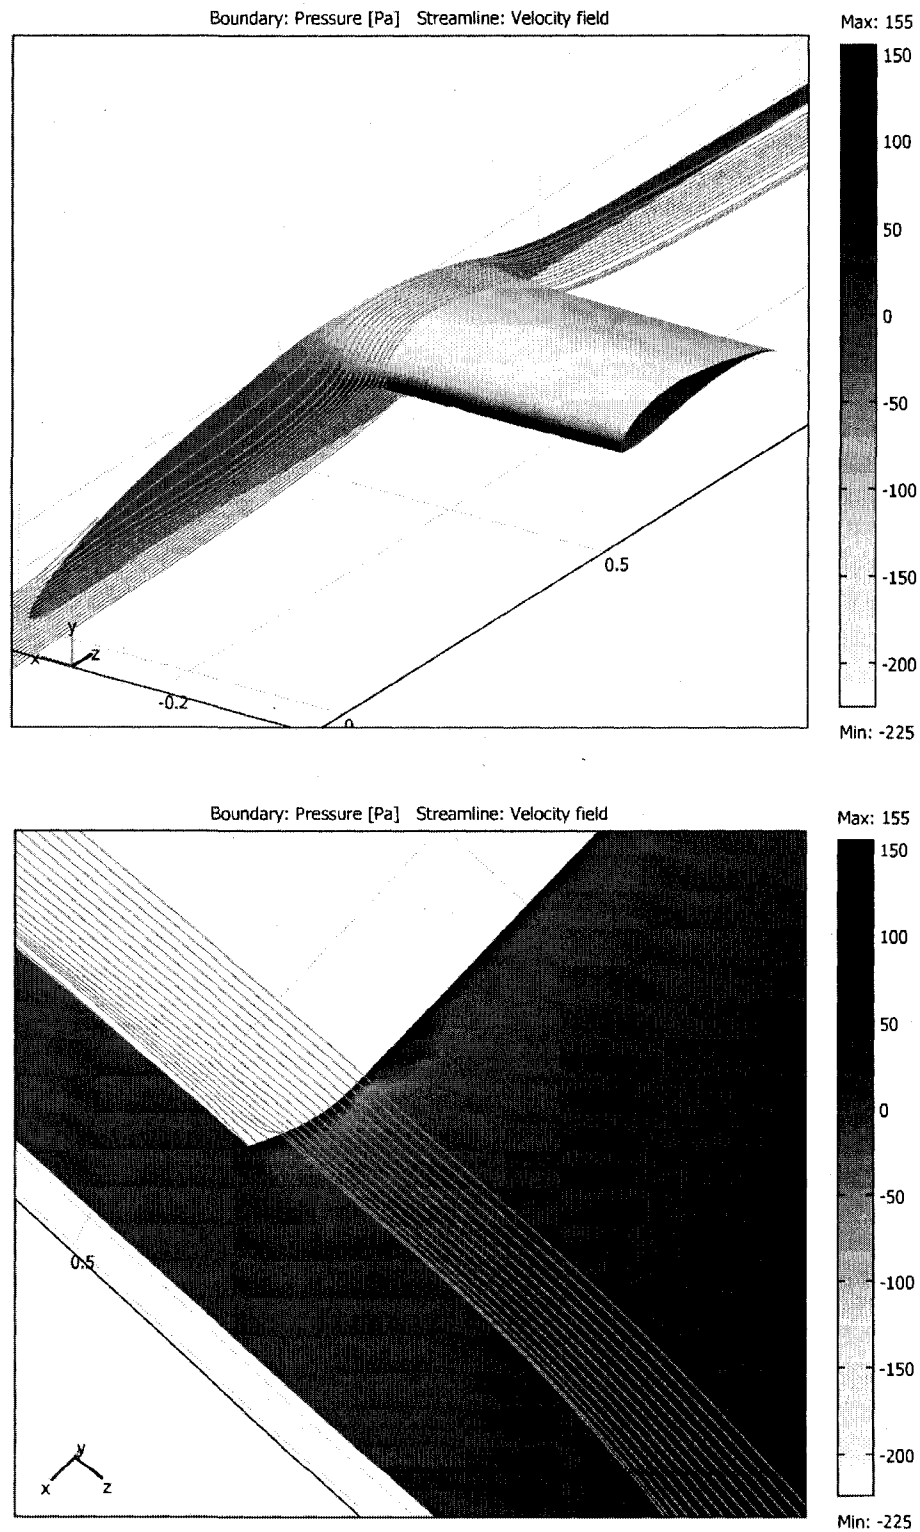 Boundary: Pressure [Pa]   Streamline: Velocity field
Max: 155
150
100
50
0
-50
-100
-150
-200
Min: -225
0.5
y
z
x
-0.2
0
Boundary: Pressure [Pa]   Streamline: Velocity field
Max: 155
150
100
50
0
-50
-100
-150
-200
Min: -225
0.5
y
x
z